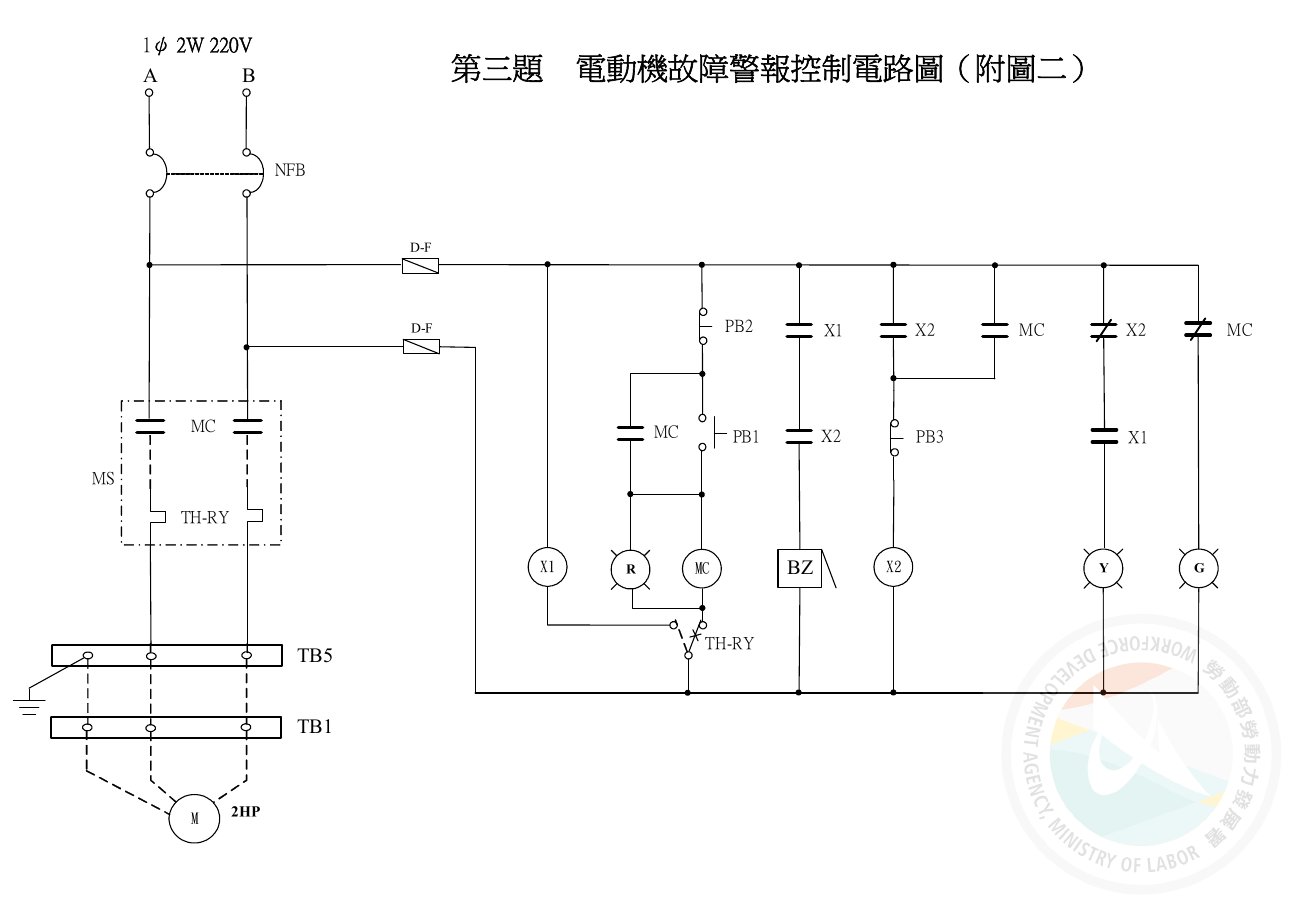 1ϕ 2W 220V
第三題　電動機故障警報控制電路圖（附圖二）
A B
NFB
D-F
D-F
PB2 X1 X2 MC X2 MC
MC
MC PB1 X2 PB3 X1
MS
TH-RY
X1 R MC BZ X2 Y G
TH-RY
TB5
TB1
M 2HP
WORKFORCE DEVELOPMENT AGENCY, MINISTRY OF LABOR
勞動部勞動力發展署